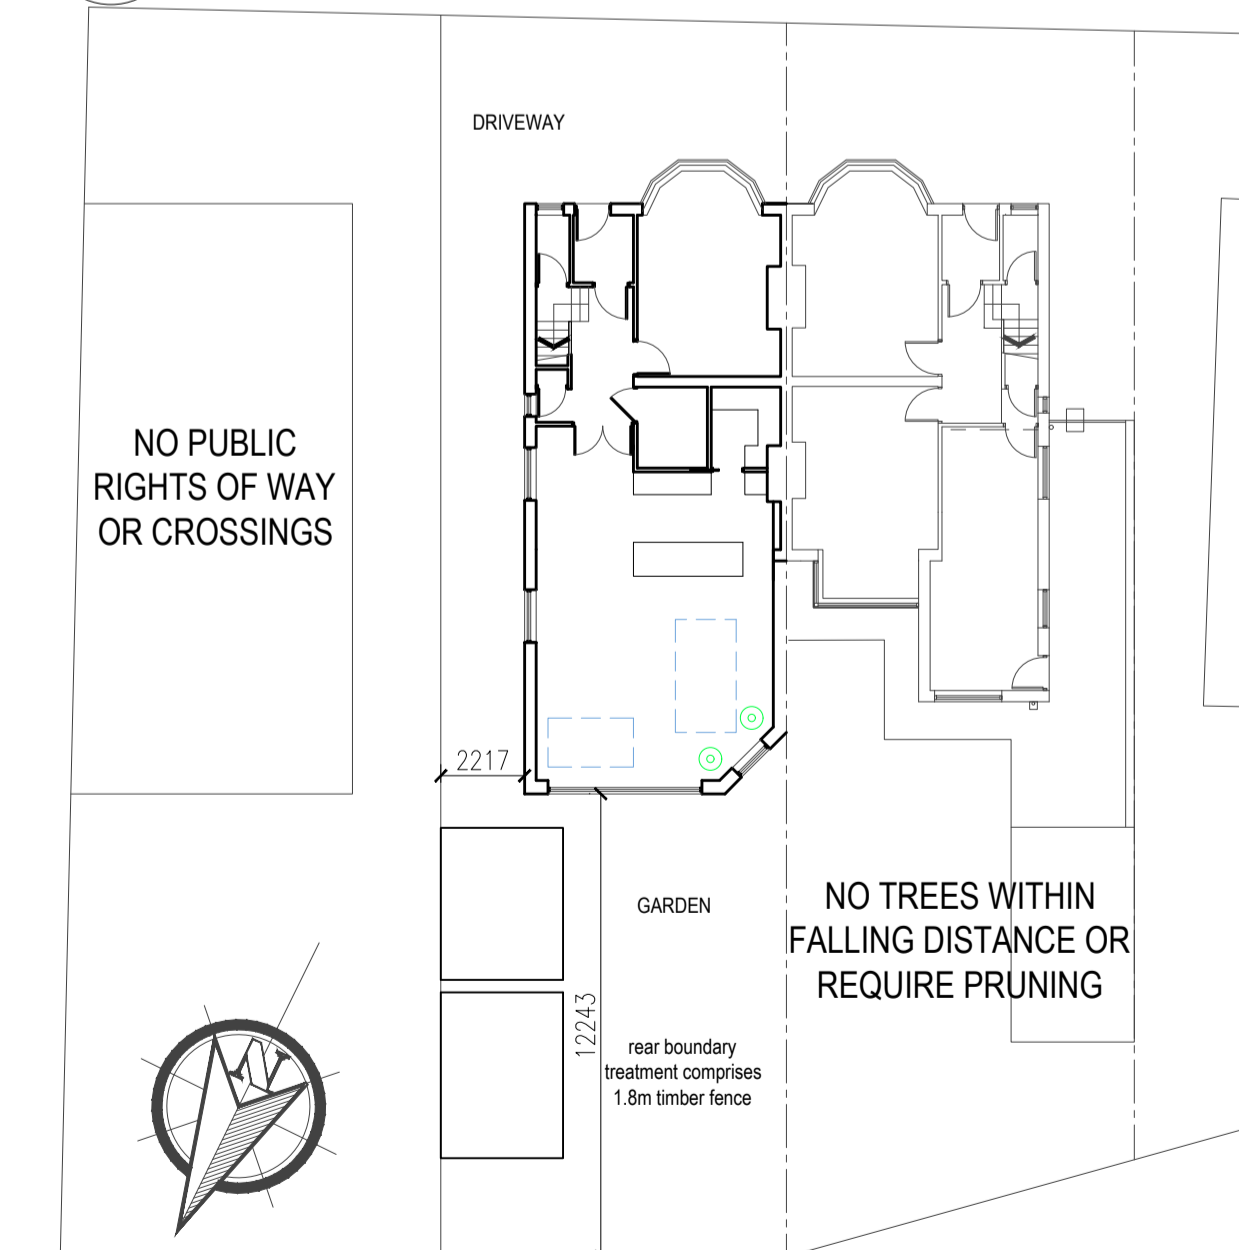 DRIVEWAY
NO PUBLIC
RIGHTS OF WAY
OR CROSSINGS
2217
GARDEN
NO TREES WITHIN
FALLING DISTANCE OR
REQUIRE PRUNING
12243
rear boundary
treatment comprises
1.8m timber fence
N